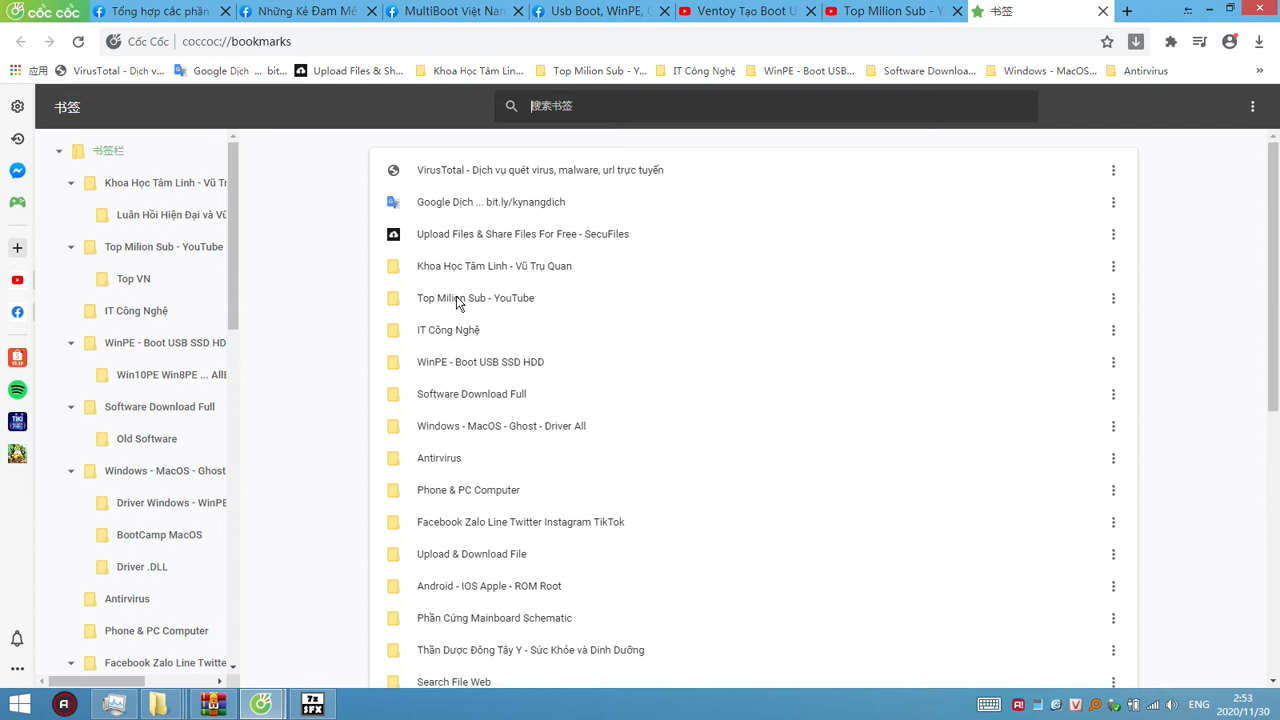 cốc cốc
Tổng hợp các phần
Những Kẻ Đam Mê
MultiBoot Việt Nam
Usb Boot, WinPE, G
Ventoy Tạo Boot U
Top Milion Sub - Y
书签
Cốc Cốc
coccoc://bookmarks
应用
VirusTotal - Dịch v...
Google Dịch ... bit....
Upload Files & Sh...
Khoa Học Tâm Lin...
Top Milion Sub - Y...
IT Công Nghệ
WinPE - Boot USB...
Software Downloa...
Windows - MacOS...
Antirvirus
»
书签
搜索书签
书签栏
Khoa Học Tâm Linh - Vũ Tr
Luân Hồi Hiện Đại và Vũ
Top Milion Sub - YouTube
Top VN
IT Công Nghệ
WinPE - Boot USB SSD HD
Win10PE Win8PE ... AllE
Software Download Full
Old Software
Windows - MacOS - Ghost
Driver Windows - WinPE
BootCamp MacOS
Driver .DLL
Antirvirus
Phone & PC Computer
Facebook Zalo Line Twitte
VirusTotal - Dịch vụ quét virus, malware, url trực tuyến
Google Dịch ... bit.ly/kynangdich
Upload Files & Share Files For Free - SecuFiles
Khoa Học Tâm Linh - Vũ Trụ Quan
Top Milion Sub - YouTube
IT Công Nghệ
WinPE - Boot USB SSD HDD
Software Download Full
Windows - MacOS - Ghost - Driver All
Antirvirus
Phone & PC Computer
Facebook Zalo Line Twitter Instagram TikTok
Upload & Download File
Android - IOS Apple - ROM Root
Phần Cứng Mainboard Schematic
Thần Dược Đông Tây Y - Sức Khỏe và Dinh Dưỡng
Search File Web
7z
SFX
ENG
2:53
2020/11/30